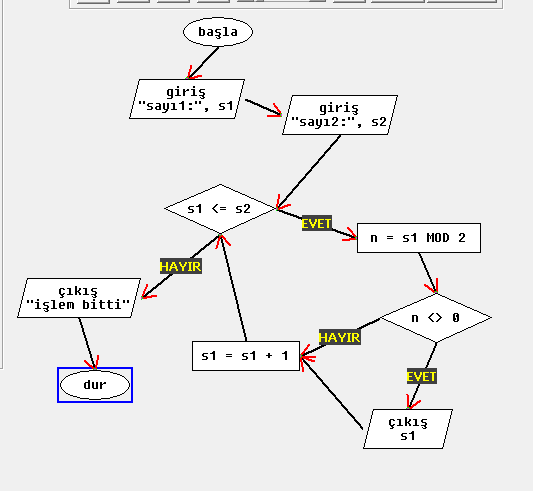 başla
giriş
"sayı1:", s1
giriş
"sayı2:", s2
s1 <= s2
EVET
n = s1 MOD 2
HAYIR
çıkış
"işlem bitti"
n <> 0
HAYIR
s1 = s1 + 1
EVET
dur
çıkış
s1